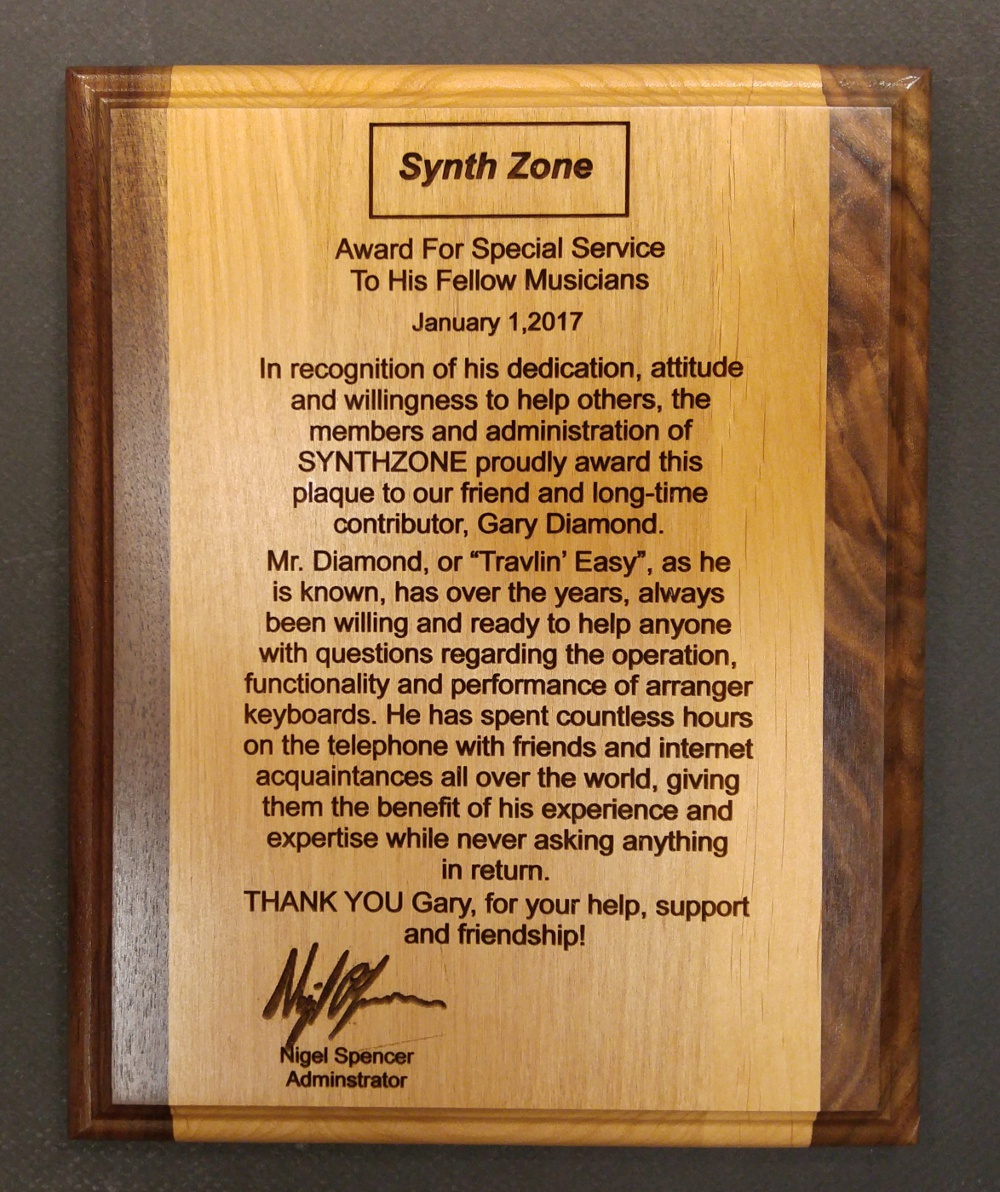 Synth Zone
Award For Special Service
To His Fellow Musicians
January 1,2017
In recognition of his dedication, attitude
and willingness to help others, the
members and administration of
SYNTHZONE proudly award this
plaque to our friend and long-time
contributor, Gary Diamond.
Mr. Diamond, or “Travlin’ Easy”, as he
is known, has over the years, always
been willing and ready to help anyone
with questions regarding the operation,
functionality and performance of arranger
keyboards. He has spent countless hours
on the telephone with friends and internet
acquaintances all over the world, giving
them the benefit of his experience and
expertise while never asking anything
in return.
THANK YOU Gary, for your help, support
and friendship!
Nigel Spencer
Nigel Spencer
Adminstrator